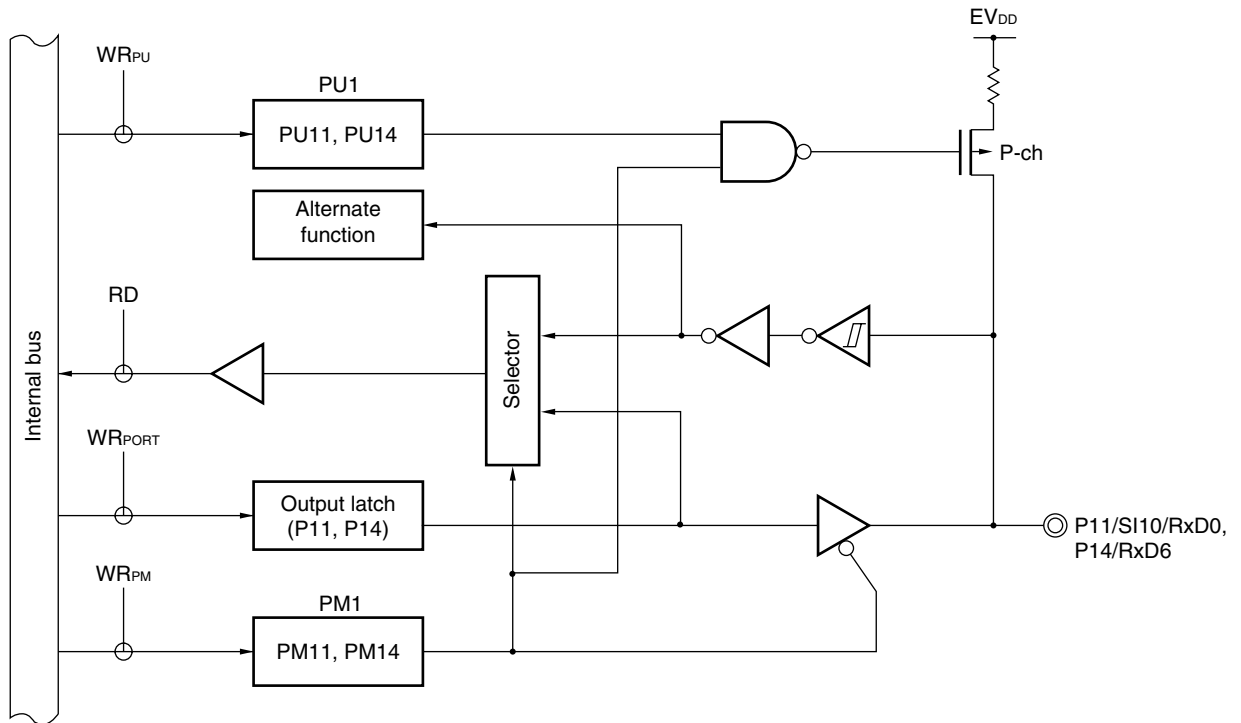 EVDD
WRPU
PU1
PU11, PU14
P-ch
Alternate
function
RD
Selector
Internal bus
WRPORT
Output latch
(P11, P14)
P11/SI10/RxD0,
P14/RxD6
WRPM
PM1
PM11, PM14